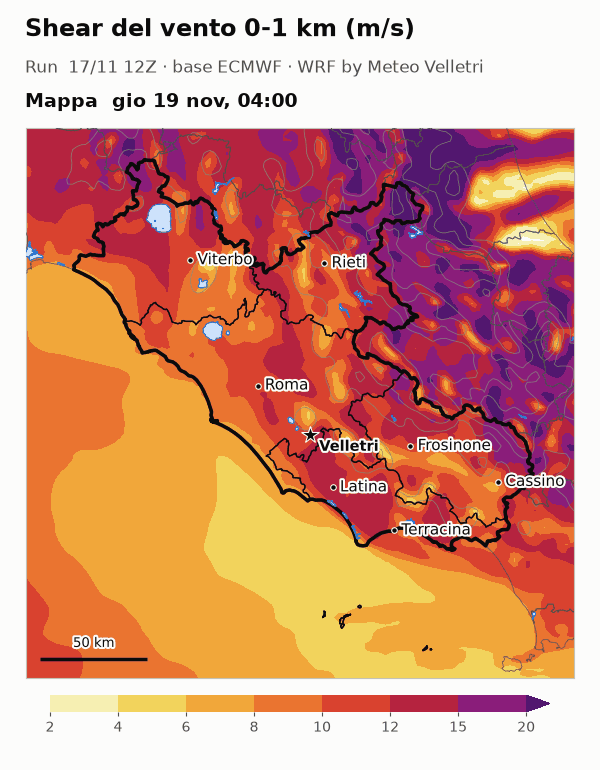 Shear del vento 0-1 km (m/s)
Run 17/11 12Z · base ECMWF · WRF by Meteo Velletri
Mappa gio 19 nov, 04:00
Viterbo
Rieti
Roma
Velletri
Frosinone
Latina
Cassino
Terracina
50 km
2 4 6 8 10 12 15 20